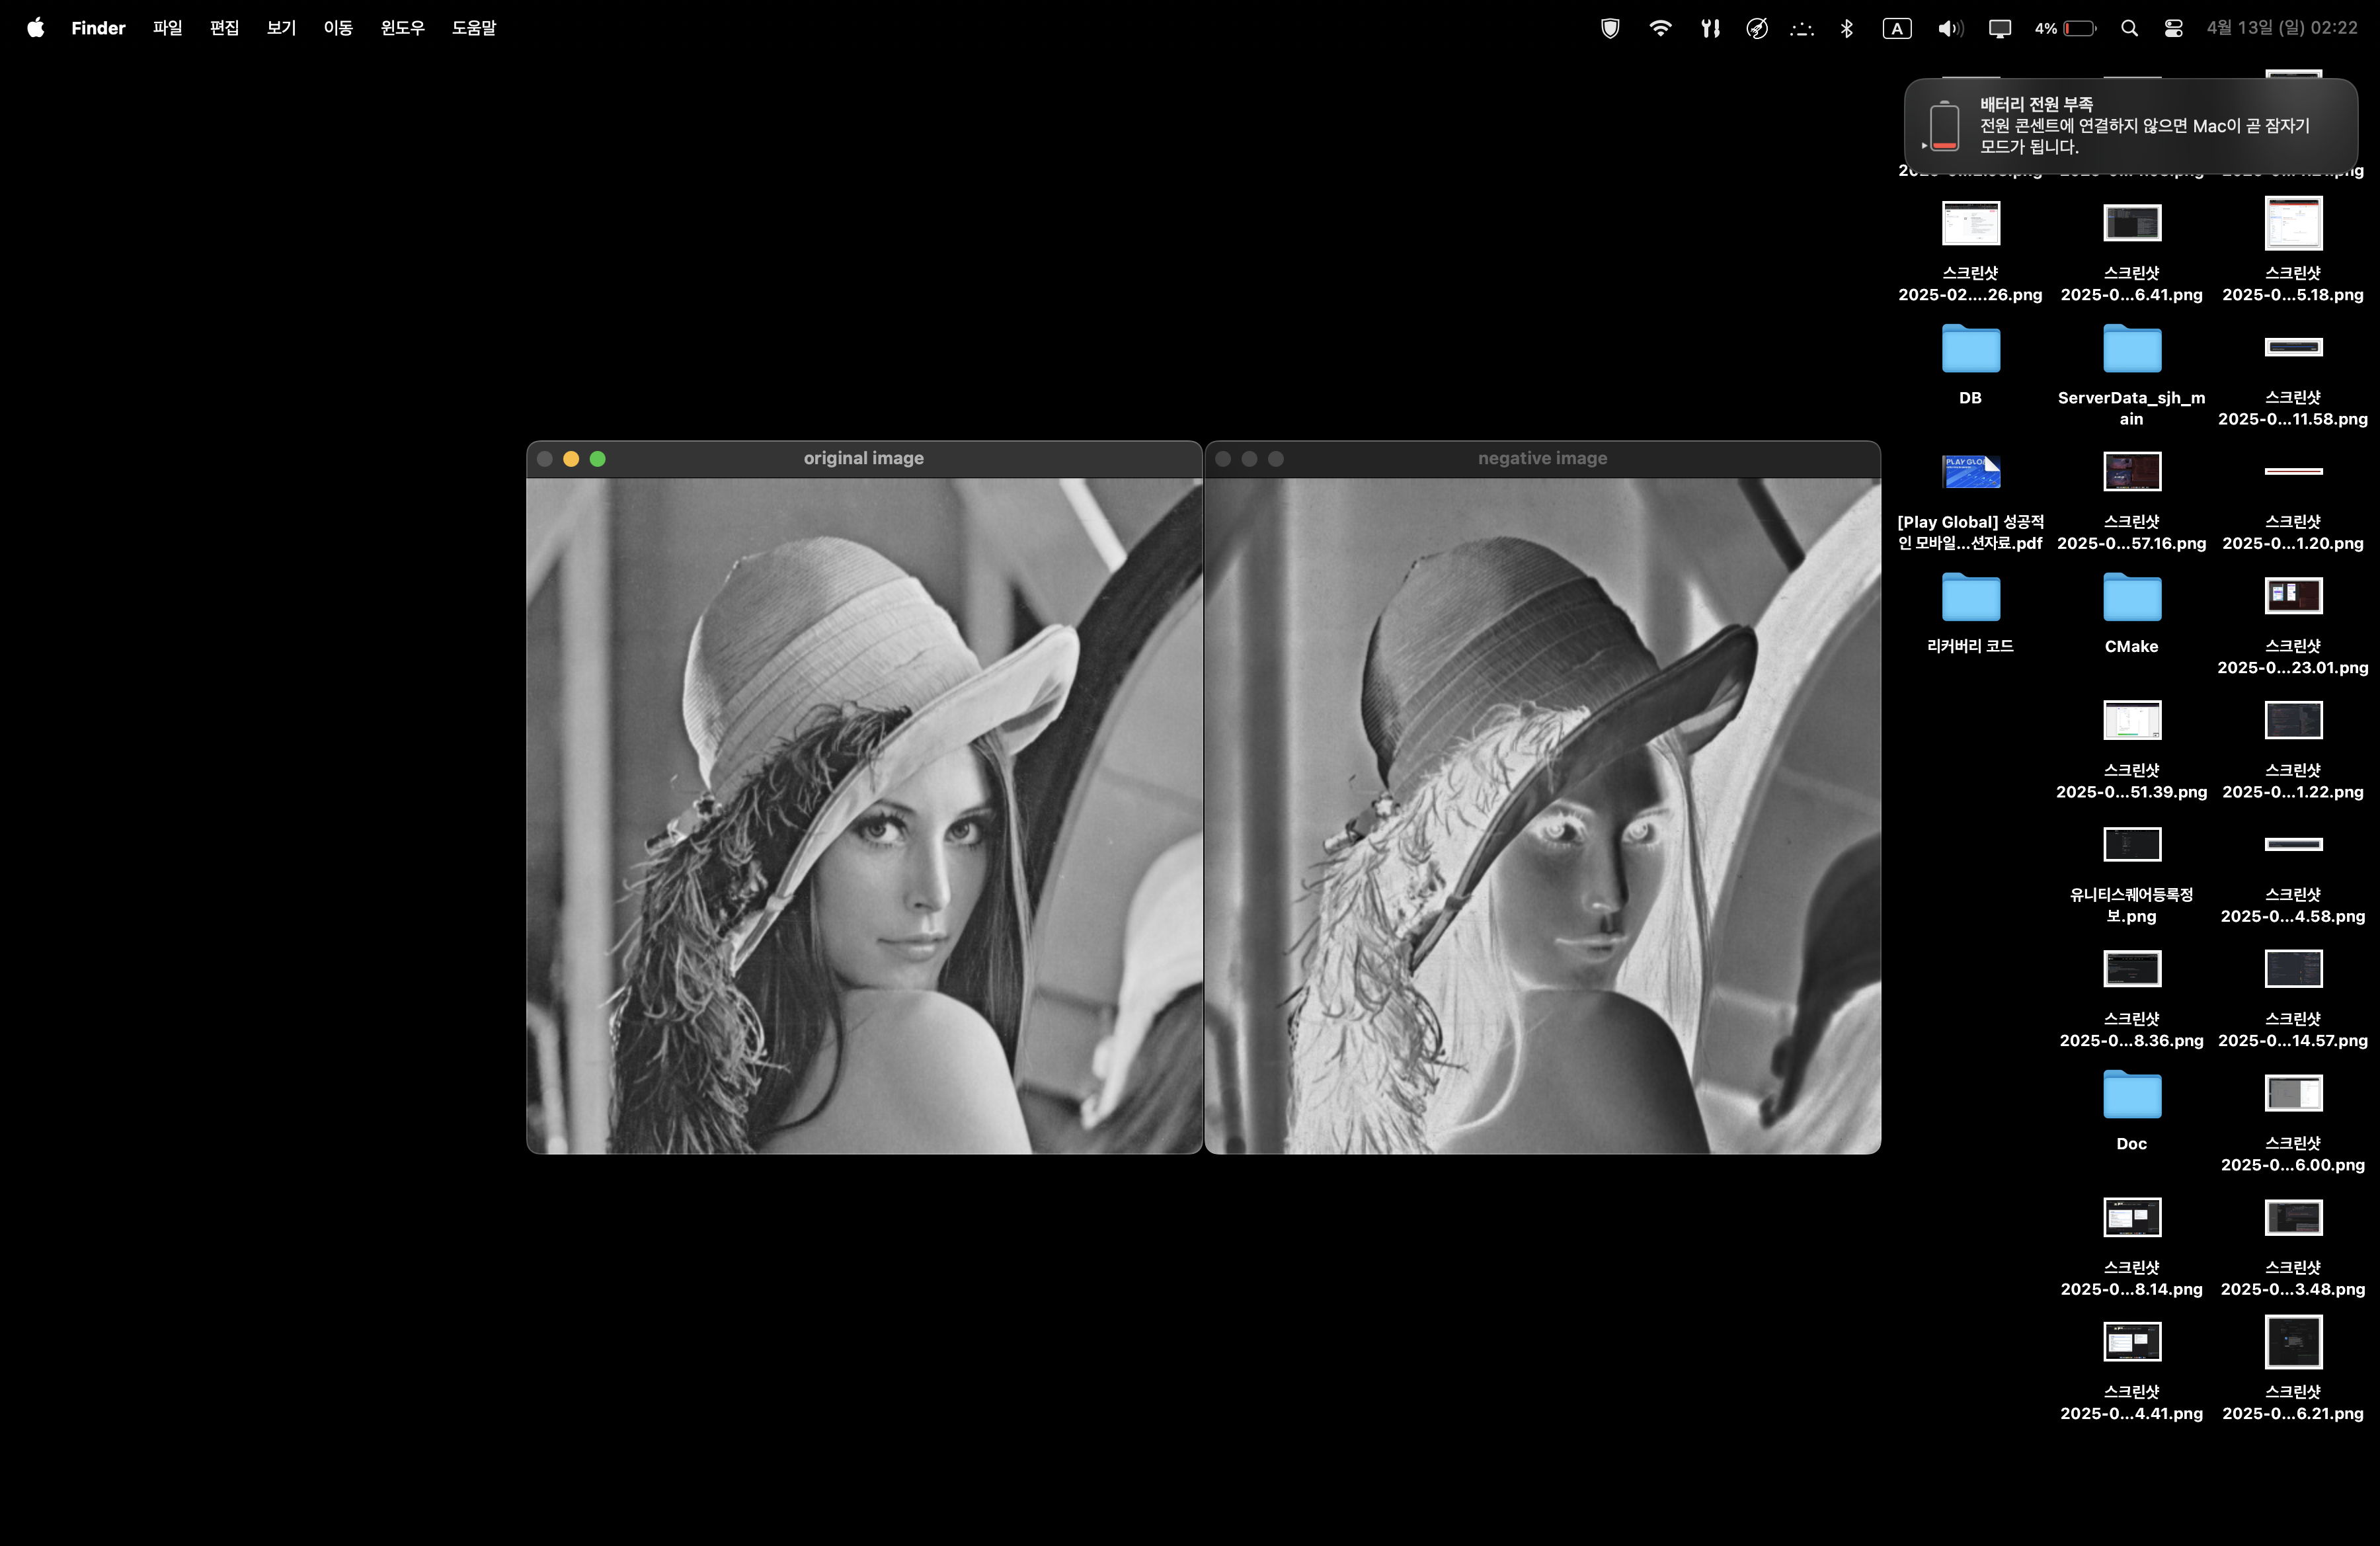 Finder 파일 편집 보기 이동 윈도우 도움말
A 4% 4월 13일 (일) 02:22
배터리 전원 부족
전원 콘센트에 연결하지 않으면 Mac이 곧 잠자기
모드가 됩니다.
스크린샷
2025-02....26.png
스크린샷
2025-0...6.41.png
스크린샷
2025-0...5.18.png
DB
ServerData_sjh_m
ain
스크린샷
2025-0...11.58.png
original image
negative image
[Play Global] 성공적
인 모바일...션자료.pdf
스크린샷
2025-0...57.16.png
스크린샷
2025-0...1.20.png
리커버리 코드
CMake
스크린샷
2025-0...23.01.png
스크린샷
2025-0...51.39.png
스크린샷
2025-0...1.22.png
유니티스퀘어등록정
보.png
스크린샷
2025-0...4.58.png
스크린샷
2025-0...8.36.png
스크린샷
2025-0...14.57.png
Doc
스크린샷
2025-0...6.00.png
스크린샷
2025-0...8.14.png
스크린샷
2025-0...3.48.png
스크린샷
2025-0...4.41.png
스크린샷
2025-0...6.21.png